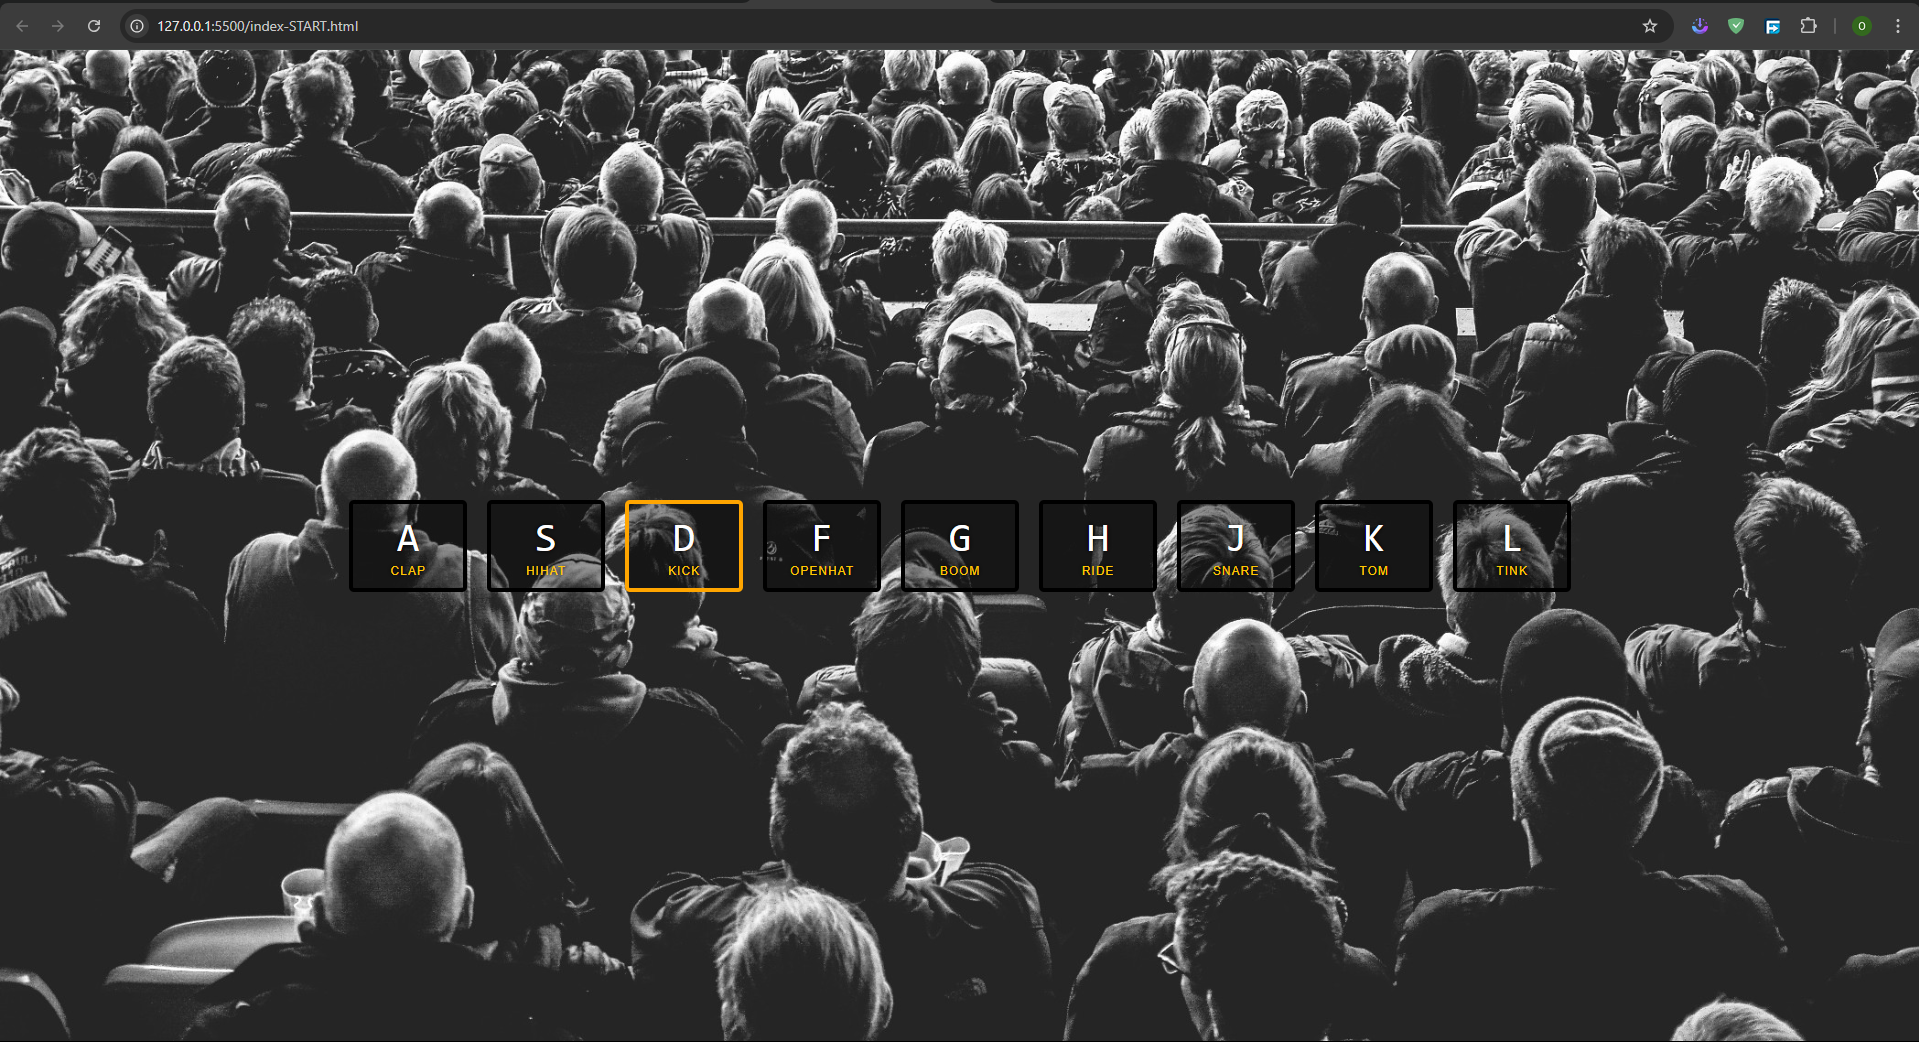 127.0.0.1:5500/index-START.html
O
A S D F G H J K L
CLAP HIHAT KICK OPENHAT BOOM RIDE SNARE TOM TINK